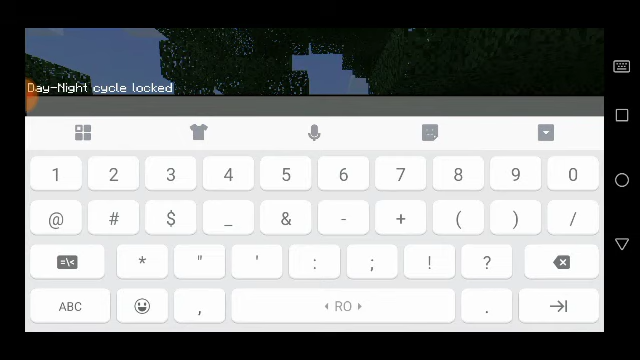 Day-Night cycle locked
1 2 3 4 5 6 7 8 9 0
@ # $ _ & - + ( ) /
=\< * " ' : ; ! ?
ABC , RO .